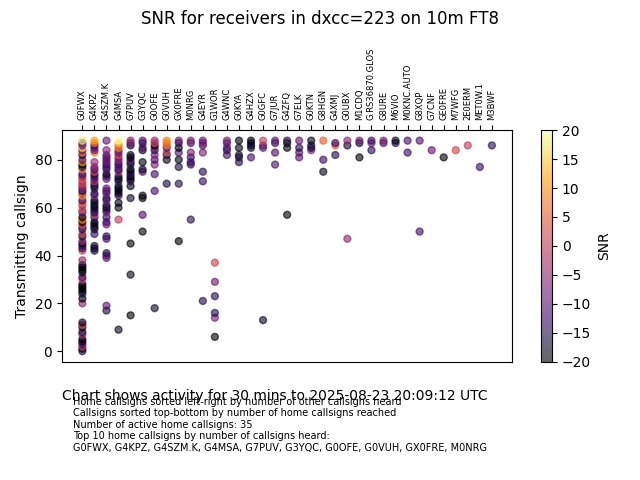 SNR for receivers in dxcc=223 on 10m FT8
G0FWX
G4KPZ
G4SZM.K
G4MSA
G7PUV
G3YQC
G0OFE
G0VUH
GX0FRE
M0NRG
G4EYR
G1WOR
G4WNC
G0KYA
G4HZX
G0GFC
G7JUR
G4ZFQ
G7ELK
G0KTN
G8HGN
G4XMJ
G0UBX
M1CDQ
G.RS36870.GLOS
G8URE
M6VIO
M0XNC.AUTO
G8XQP
G7CNF
GE0FRE
M7WFG
2E0ERM
MET0W.1
M3BWF
Transmitting callsign
80
60
40
20
0
20
15
10
5
0
−5
−10
−15
−20
SNR
Chart shows activity for 30 mins to 2025-08-23 20:09:12 UTC
Home callsigns sorted left-right by number of other callsigns heard
Callsigns sorted top-bottom by number of home callsigns reached
Number of active home callsigns: 35
Top 10 home callsigns by number of callsigns heard:
G0FWX, G4KPZ, G4SZM.K, G4MSA, G7PUV, G3YQC, G0OFE, G0VUH, GX0FRE, M0NRG